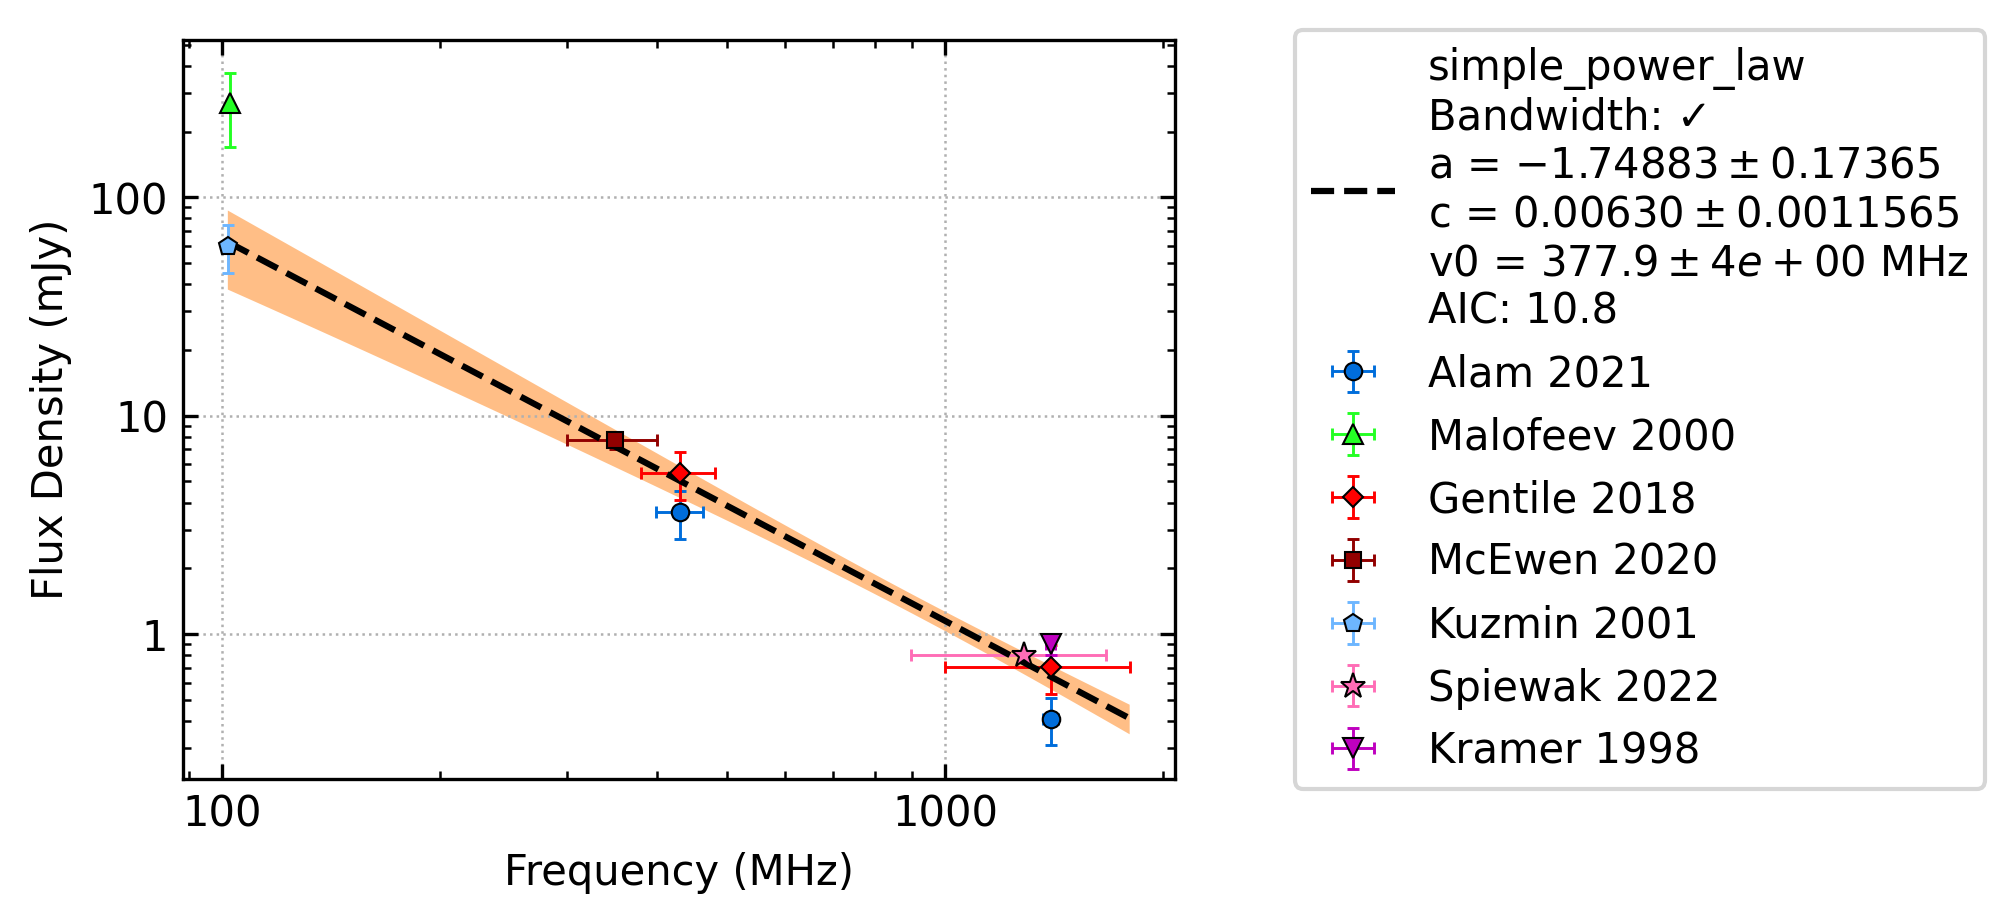 simple_power_law
Bandwidth: ✓
a = −1.74883 ± 0.17365
c = 0.00630 ± 0.0011565
v0 = 377.9 ± 4e + 00 MHz
AIC: 10.8
Alam 2021
Malofeev 2000
Gentile 2018
McEwen 2020
Kuzmin 2001
Spiewak 2022
Kramer 1998
Flux Density (mJy)
100
10
1
100
1000
Frequency (MHz)